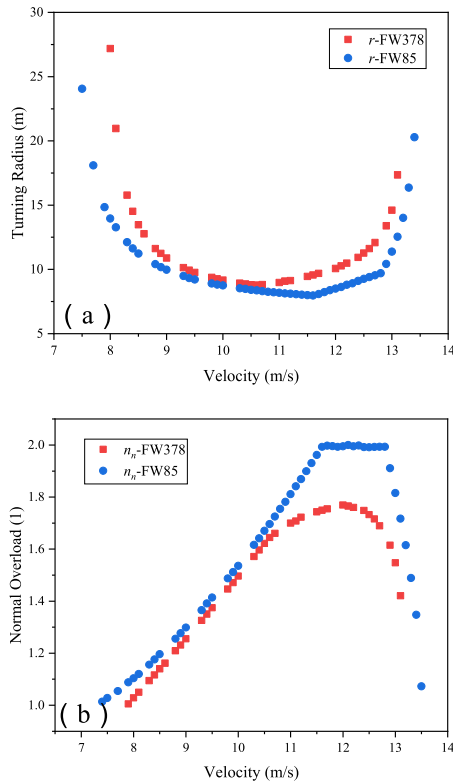 30
25
20
15
10
5
Turning Radius (m)
r-FW378
r-FW85
(a)
7 8 9 10 11 12 13 14
Velocity (m/s)
2.0
1.8
1.6
1.4
1.2
1.0
Normal Overload (1)
nn-FW378
nn-FW85
(b)
7 8 9 10 11 12 13 14
Velocity (m/s)